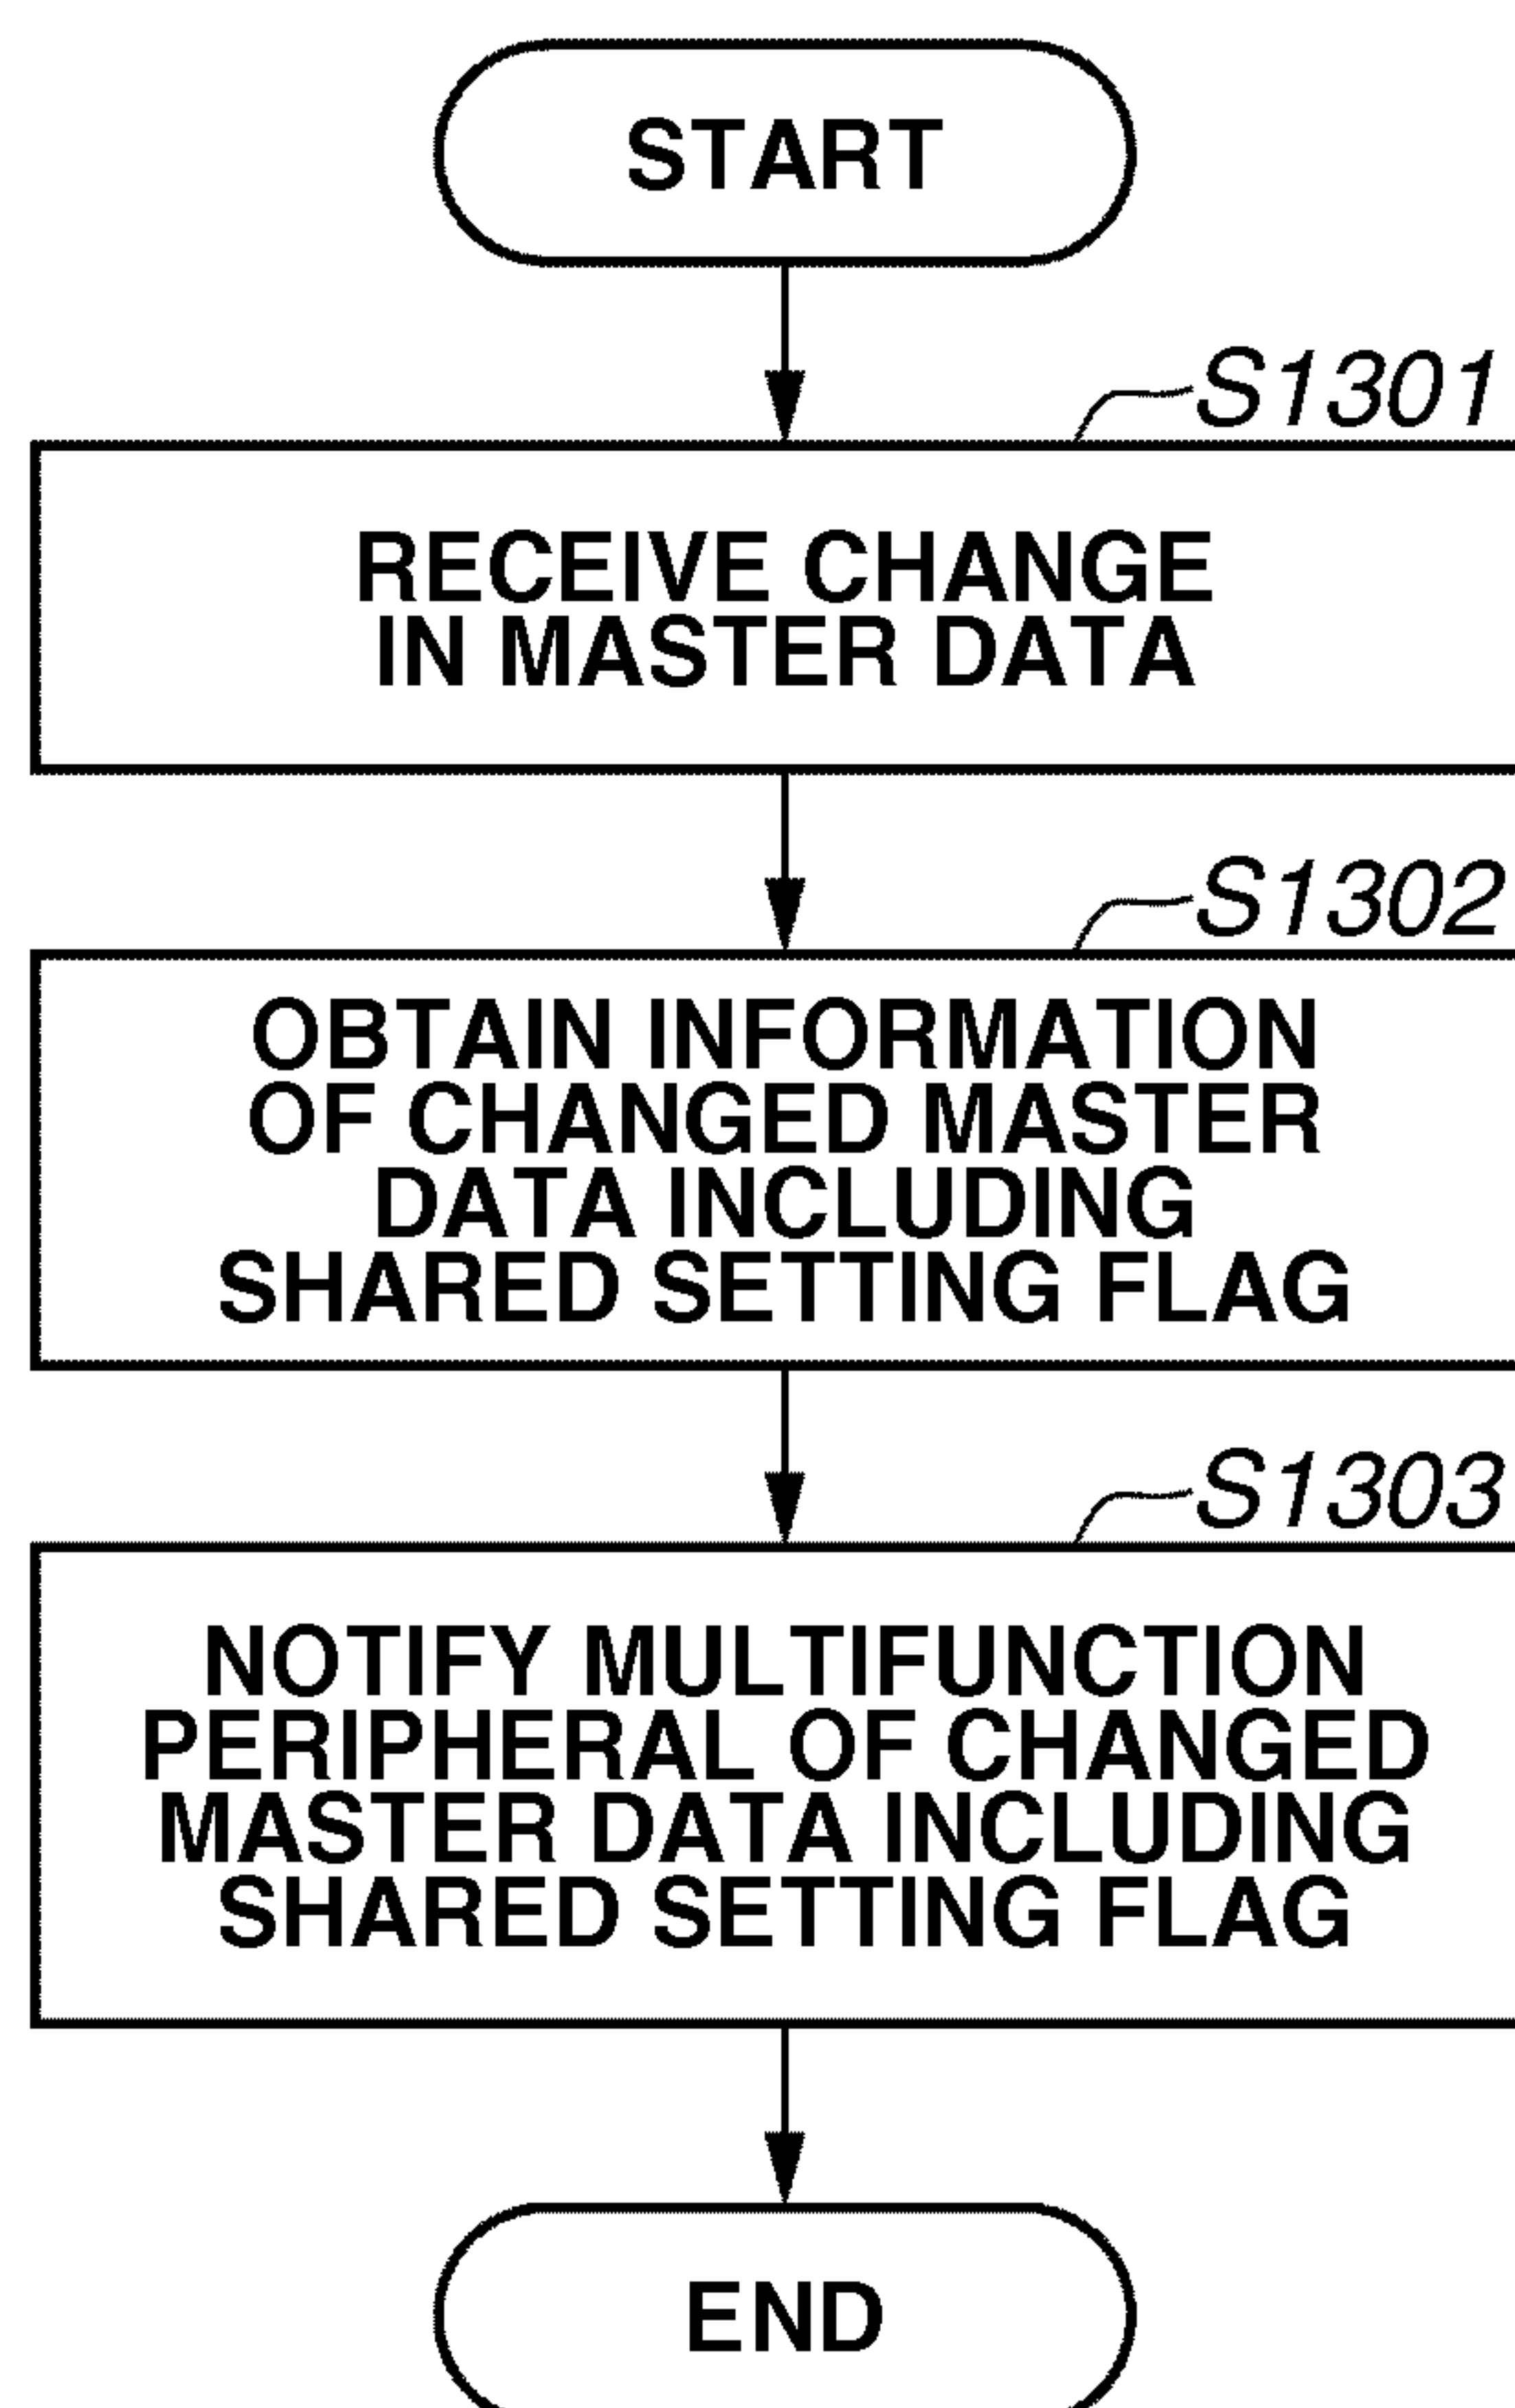 START
S1301
RECEIVE CHANGE
IN MASTER DATA
S1302
OBTAIN INFORMATION
OF CHANGED MASTER
DATA INCLUDING
SHARED SETTING FLAG
S1303
NOTIFY MULTIFUNCTION
PERIPHERAL OF CHANGED
MASTER DATA INCLUDING
SHARED SETTING FLAG
END